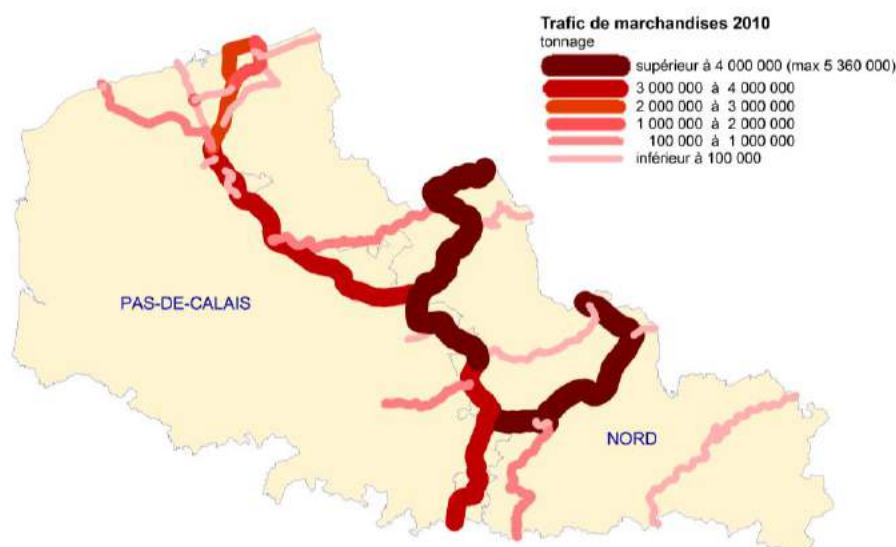 Trafic de marchandises 2010
tonnage
supérieur à 4 000 000 (max 5 360 000)
3 000 000 à 4 000 000
2 000 000 à 3 000 000
1 000 000 à 2 000 000
100 000 à 1 000 000
inférieur à 100 000
PAS-DE-CALAIS
NORD